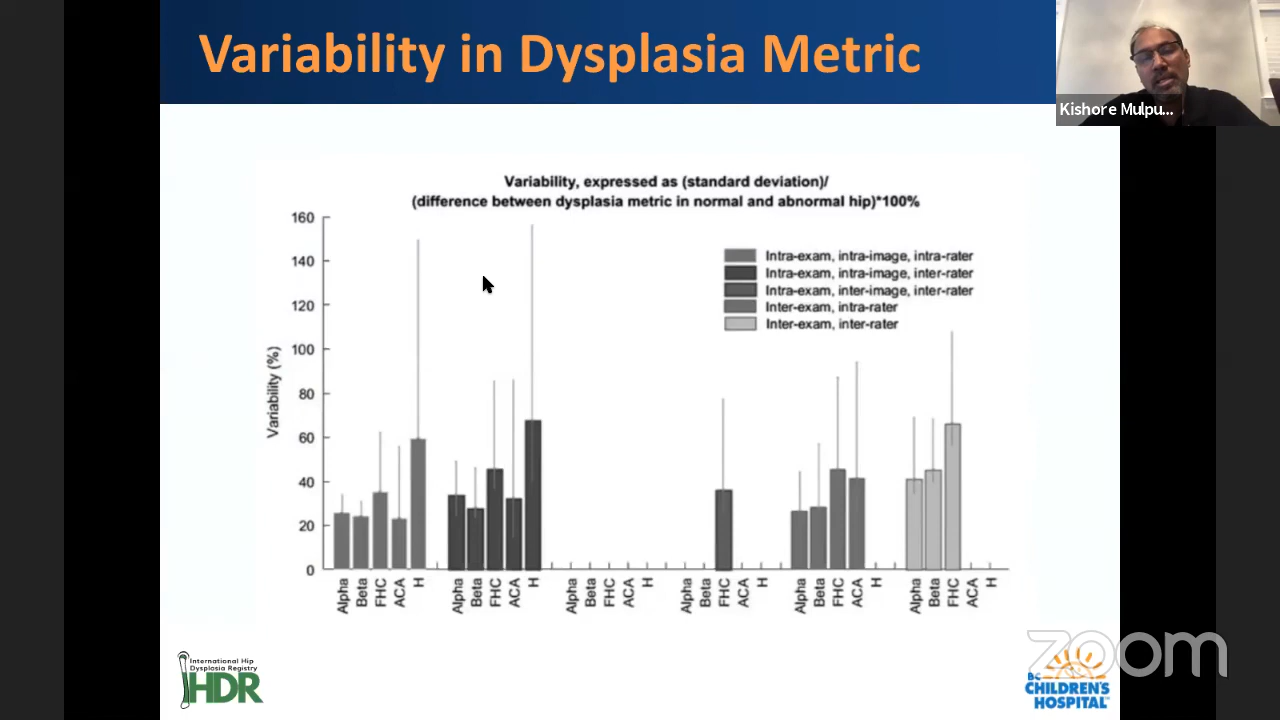 Variability in Dysplasia Metric
Kishore Mulpu...
Variability, expressed as (standard deviation)/
(difference between dysplasia metric in normal and abnormal hip)*100%
160
140
120
100
80
60
40
20
0
Variability (%)
Intra-exam, intra-image, intra-rater
Intra-exam, intra-image, inter-rater
Intra-exam, inter-image, inter-rater
Inter-exam, intra-rater
Inter-exam, inter-rater
Alpha Beta FHC ACA H Alpha Beta FHC ACA H Alpha Beta FHC ACA H Alpha Beta FHC ACA H Alpha Beta FHC ACA H Alpha Beta FHC ACA H
International Hip
Dysplasia Registry
IHDR
BC
CHILDREN'S
HOSPITAL
zoom